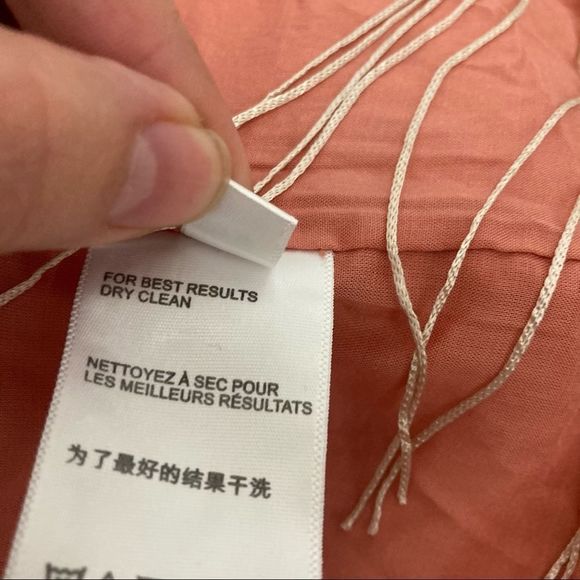 FOR BEST RESULTS
DRY CLEAN
NETTOYEZ À SEC POUR
LES MEILLEURS RÉSULTATS
为了最好的结果干洗